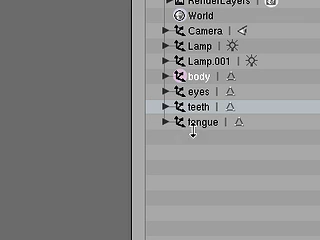 RenderLayers |
World
Camera |
Lamp |
Lamp.001 |
body |
eyes |
teeth |
tongue |